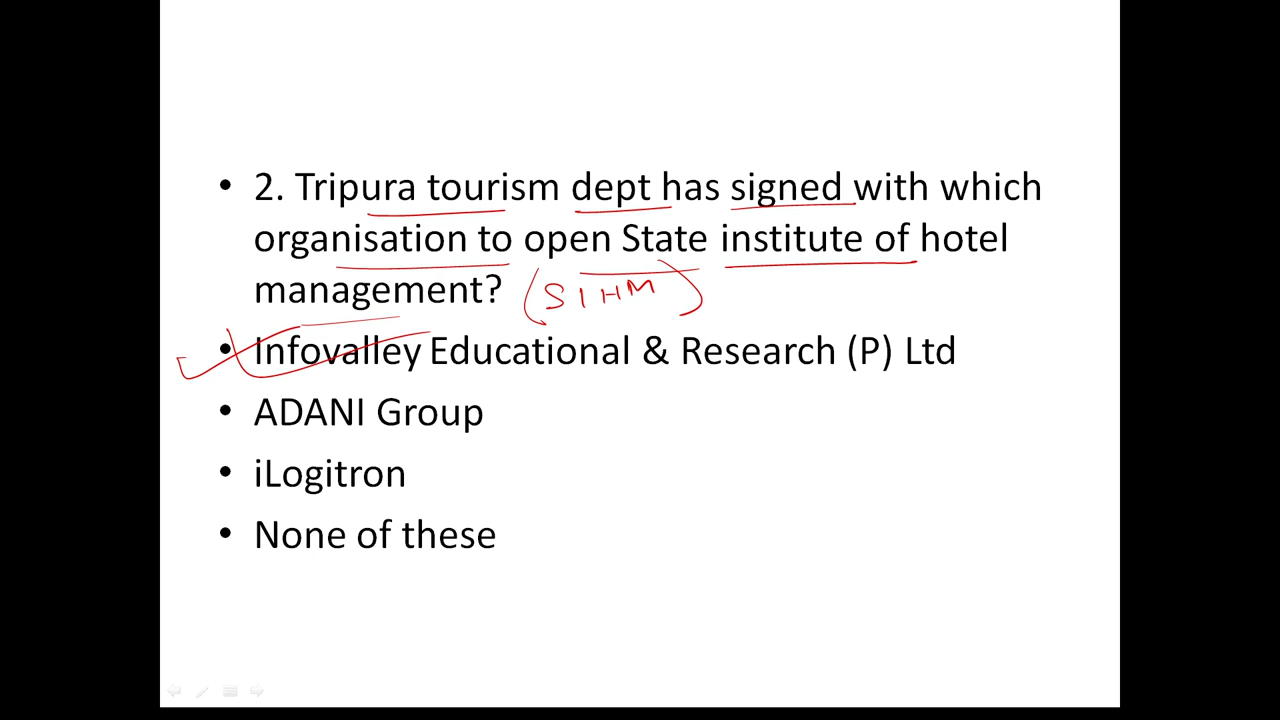 • 2. Tripura tourism dept has signed with which
organisation to open State institute of hotel
management? (SIHM)
• Infovalley Educational & Research (P) Ltd
• ADANI Group
• iLogitron
• None of these